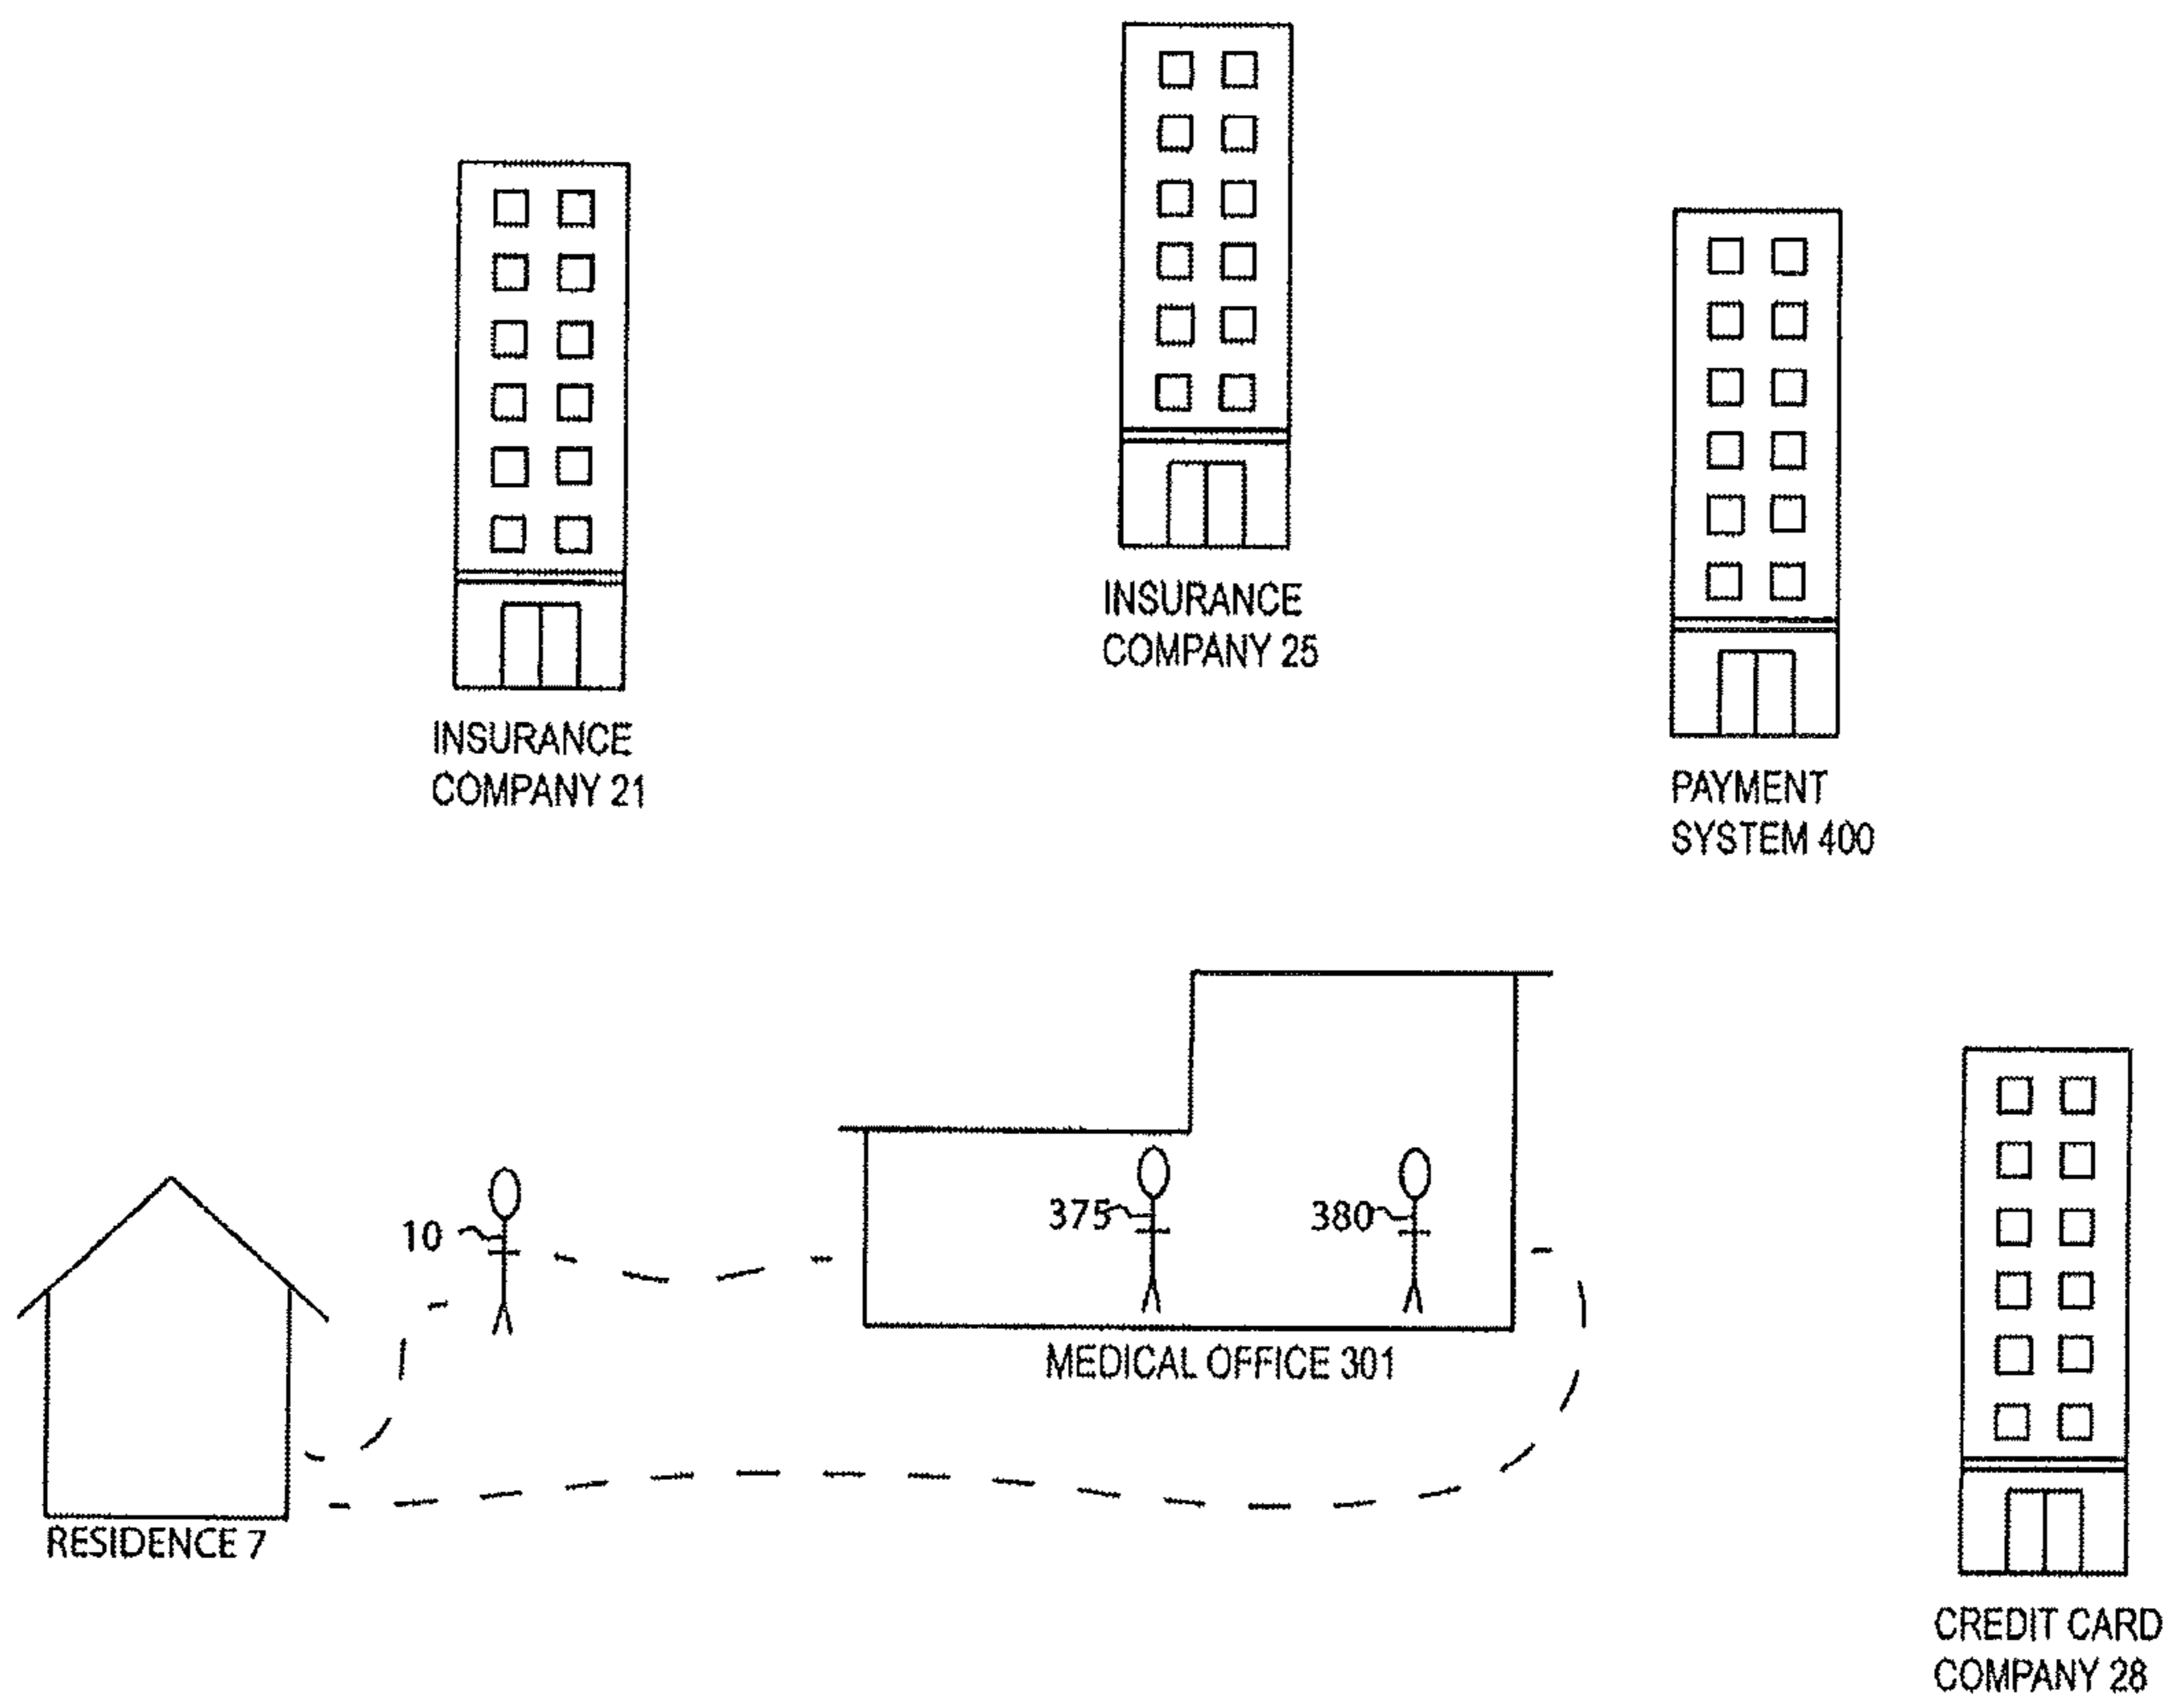 INSURANCE
COMPANY 25
INSURANCE
COMPANY 21
PAYMENT
SYSTEM 400
10
375
380
MEDICAL OFFICE 301
RESIDENCE 7
CREDIT CARD
COMPANY 28